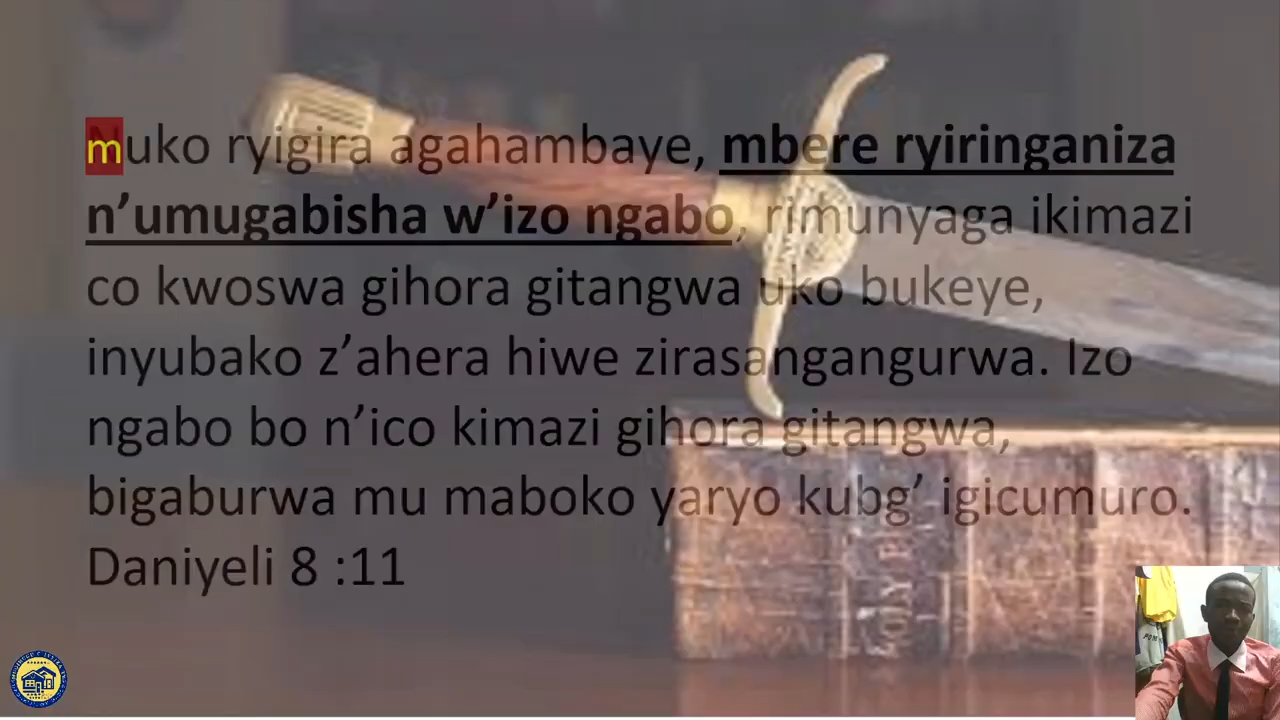 muko ryigira agahambaye, mbere ryiringaniza
n’umugabisha w’izo ngabo, rimunyaga ikimazi
co kwoswa gihora gitangwa uko bukeye,
inyubako z’ahera hiwe zirasangangurwa. Izo
ngabo bo n’ico kimazi gihora gitangwa,
bigaburwa mu maboko yaryo kubg’ igicumuro.
Daniyeli 8 :11
HOLY